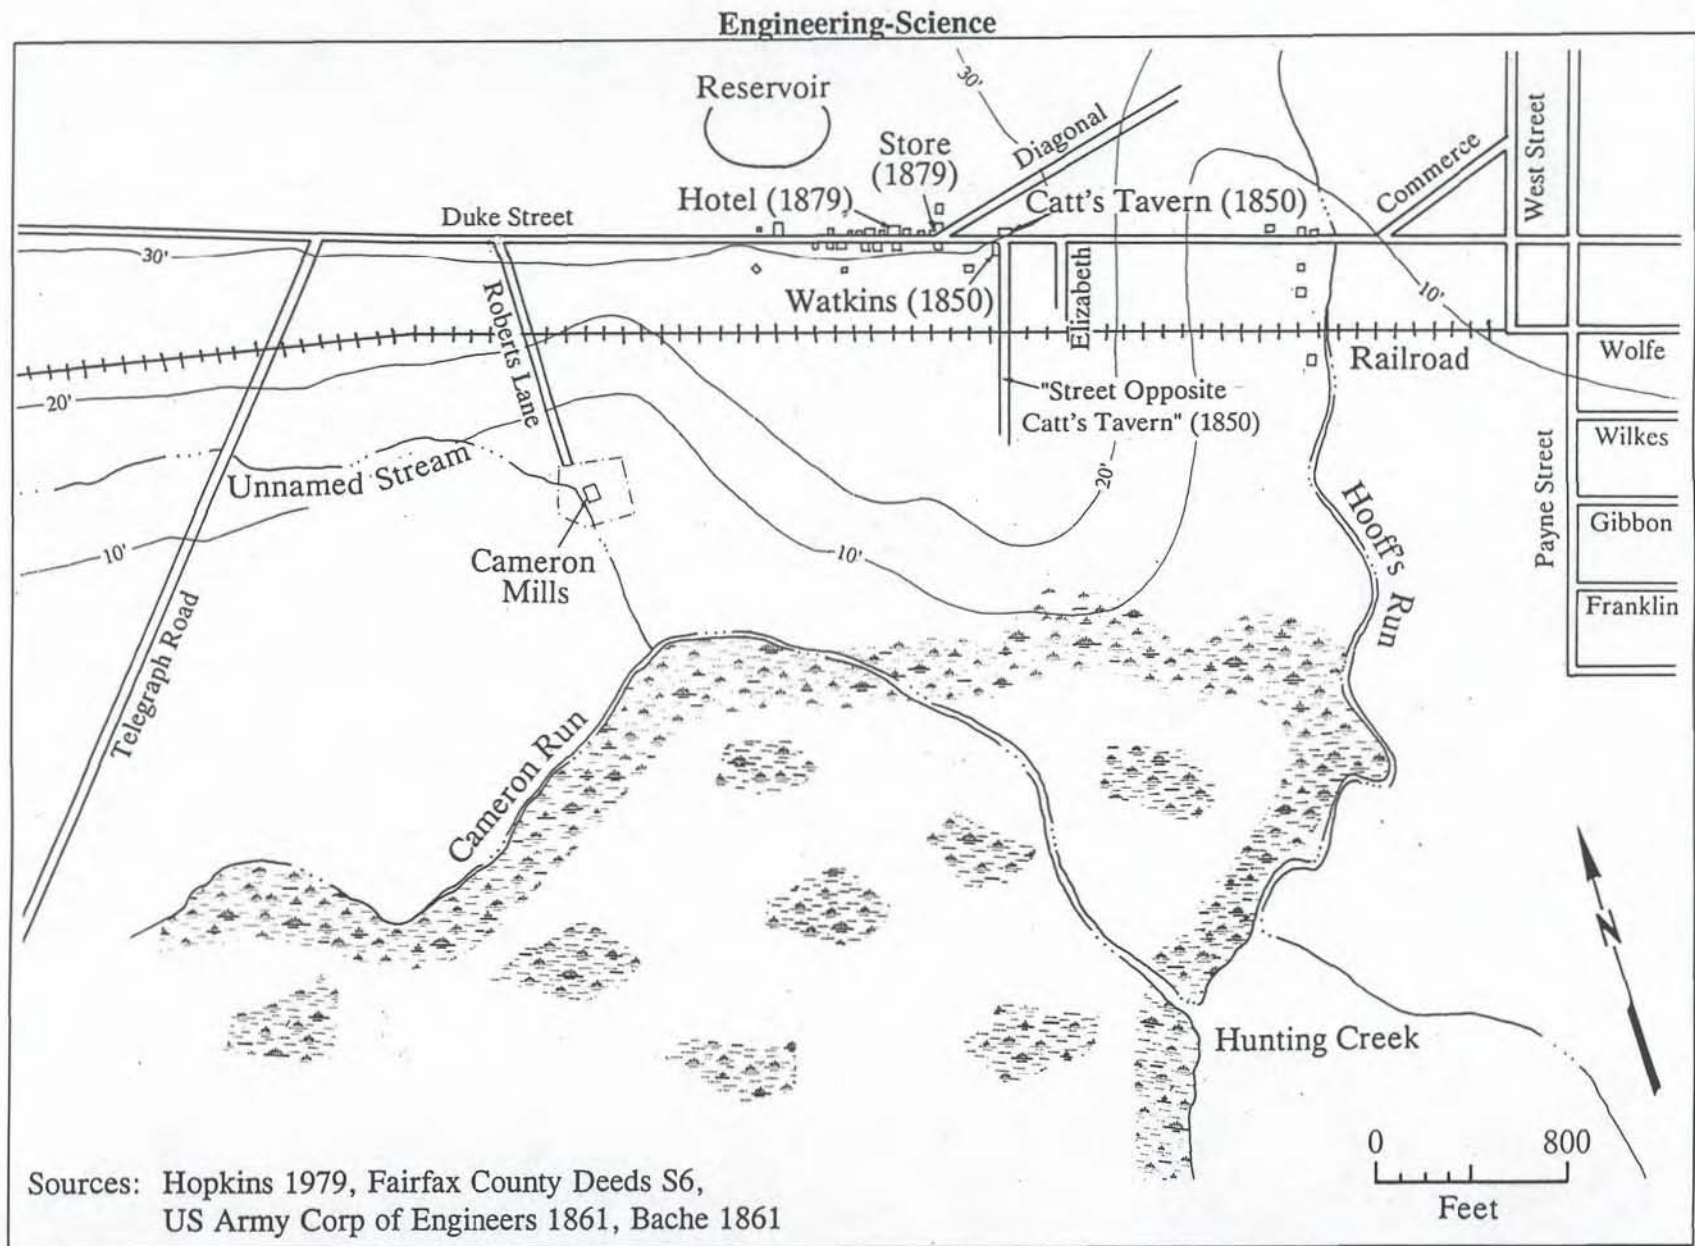 Engineering-Science
Reservoir
30'
Diagonal
Store
(1879)
Hotel (1879)
Catt's Tavern (1850)
Commerce
West Street
Duke Street
30'
Roberts Lane
Watkins (1850)
Elizabeth
10'
Railroad
Wolfe
20'
"Street Opposite
Catt's Tavern" (1850)
Wilkes
Unnamed Stream
20'
Hooff's Run
Payne Street
Gibbon
10'
10'
Cameron
Mills
Franklin
Telegraph Road
Cameron Run
N
Hunting Creek
0 800
Feet
Sources: Hopkins 1979, Fairfax County Deeds S6,
US Army Corp of Engineers 1861, Bache 1861